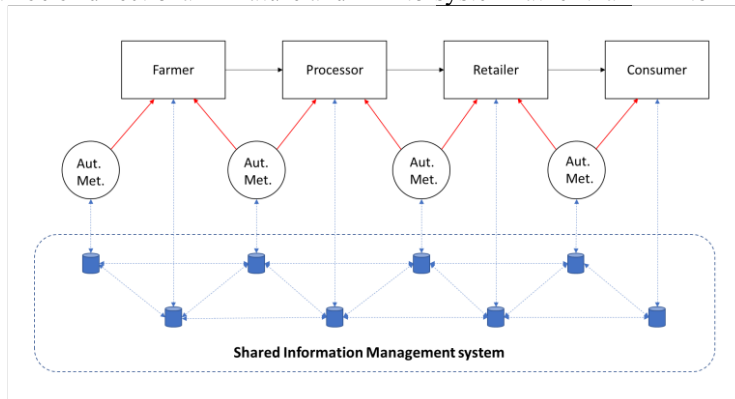 Farmer Processor Retailer Consumer
Aut. Aut. Aut. Aut.
Met. Met. Met. Met.
Shared Information Management system